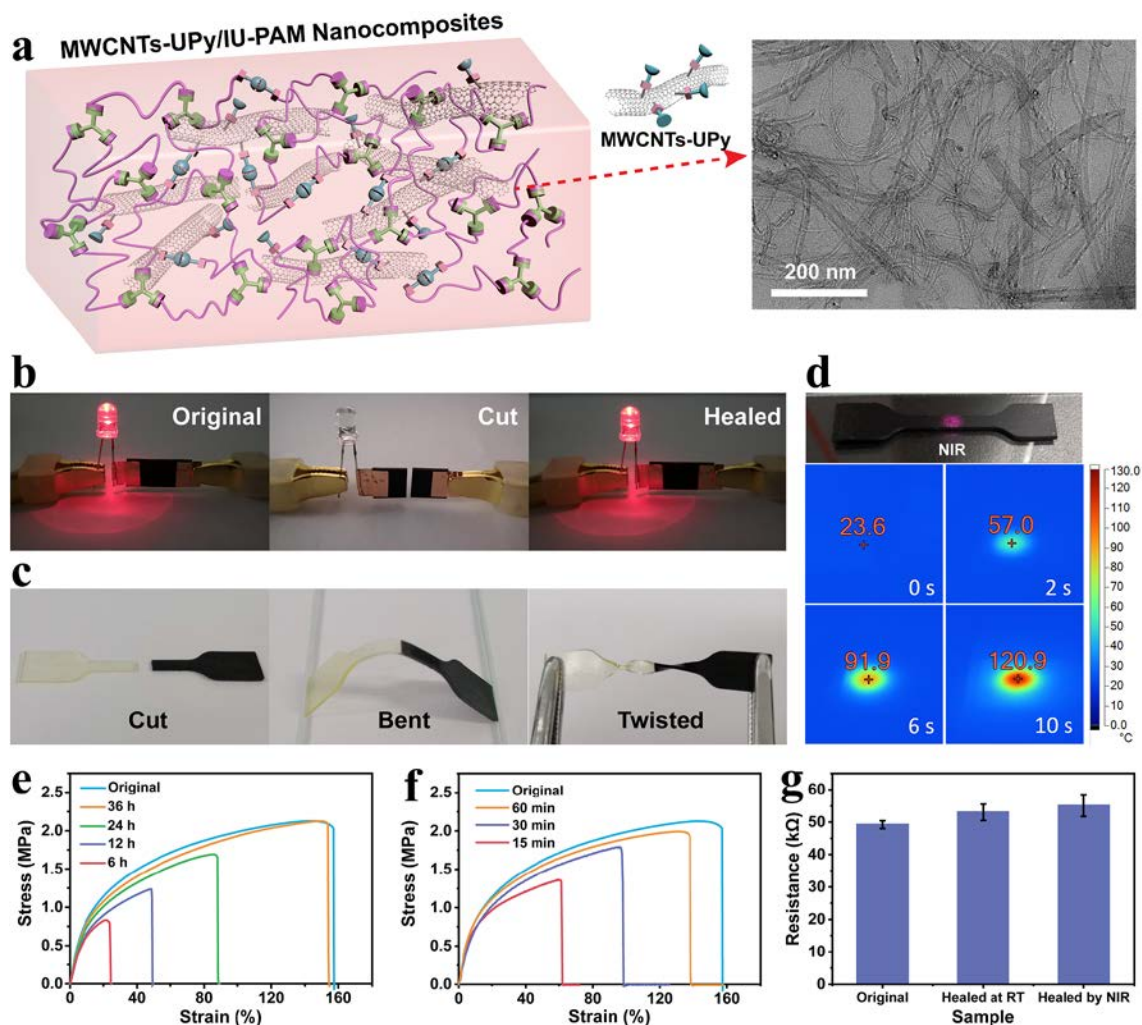 a
MWCNTs-UPy/IU-PAM Nanocomposites
MWCNTs-UPy
200 nm
b
Original
Cut
Healed
c
Cut
Bent
Twisted
d
NIR
23.6
0 s
57.0
2 s
91.9
6 s
120.9
10 s
130.0
120
110
100
90
80
70
60
50
40
30
20
10
0.0
°C
e
Original
36 h
24 h
12 h
6 h
Stress (MPa)
2.5
2.0
1.5
1.0
0.5
0.0
0 40 80 120 160
Strain (%)
f
Original
60 min
30 min
15 min
Stress (MPa)
2.5
2.0
1.5
1.0
0.5
0.0
0 40 80 120 160
Strain (%)
g
Resistance (kΩ)
60
50
40
30
20
10
0
Original Healed at RT Healed by NIR
Sample